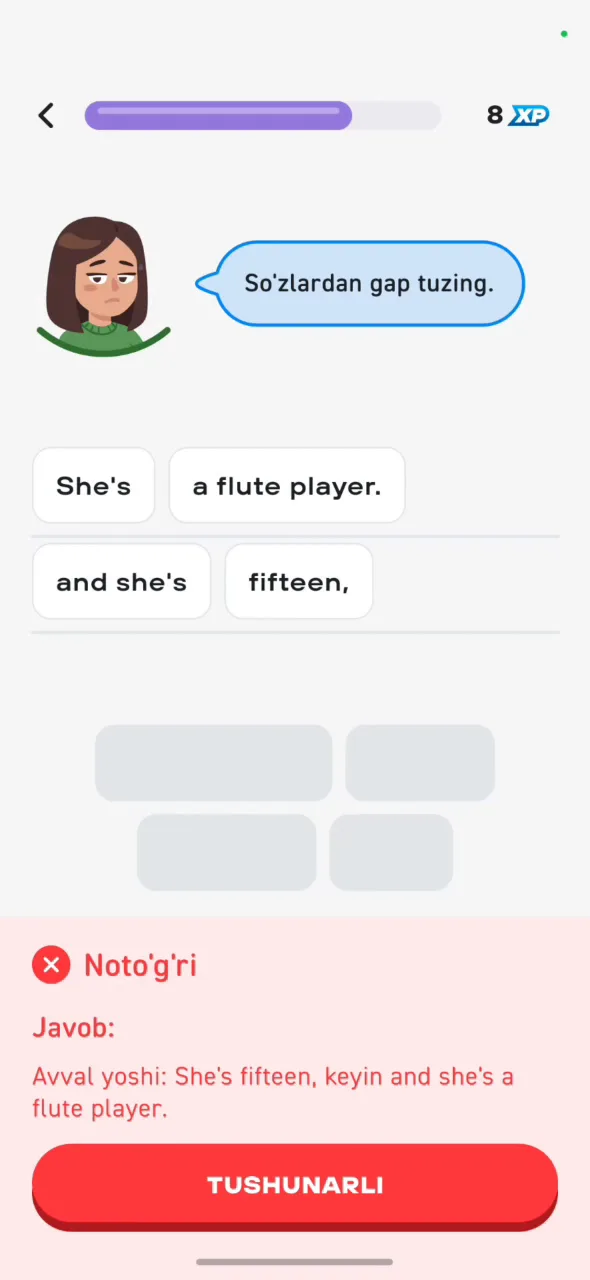 8 XP
So'zlardan gap tuzing.
She's a flute player.
and she's fifteen,
Noto'g'ri
Javob:
Avval yoshi: She's fifteen, keyin and she's a
flute player.
TUSHUNARLI